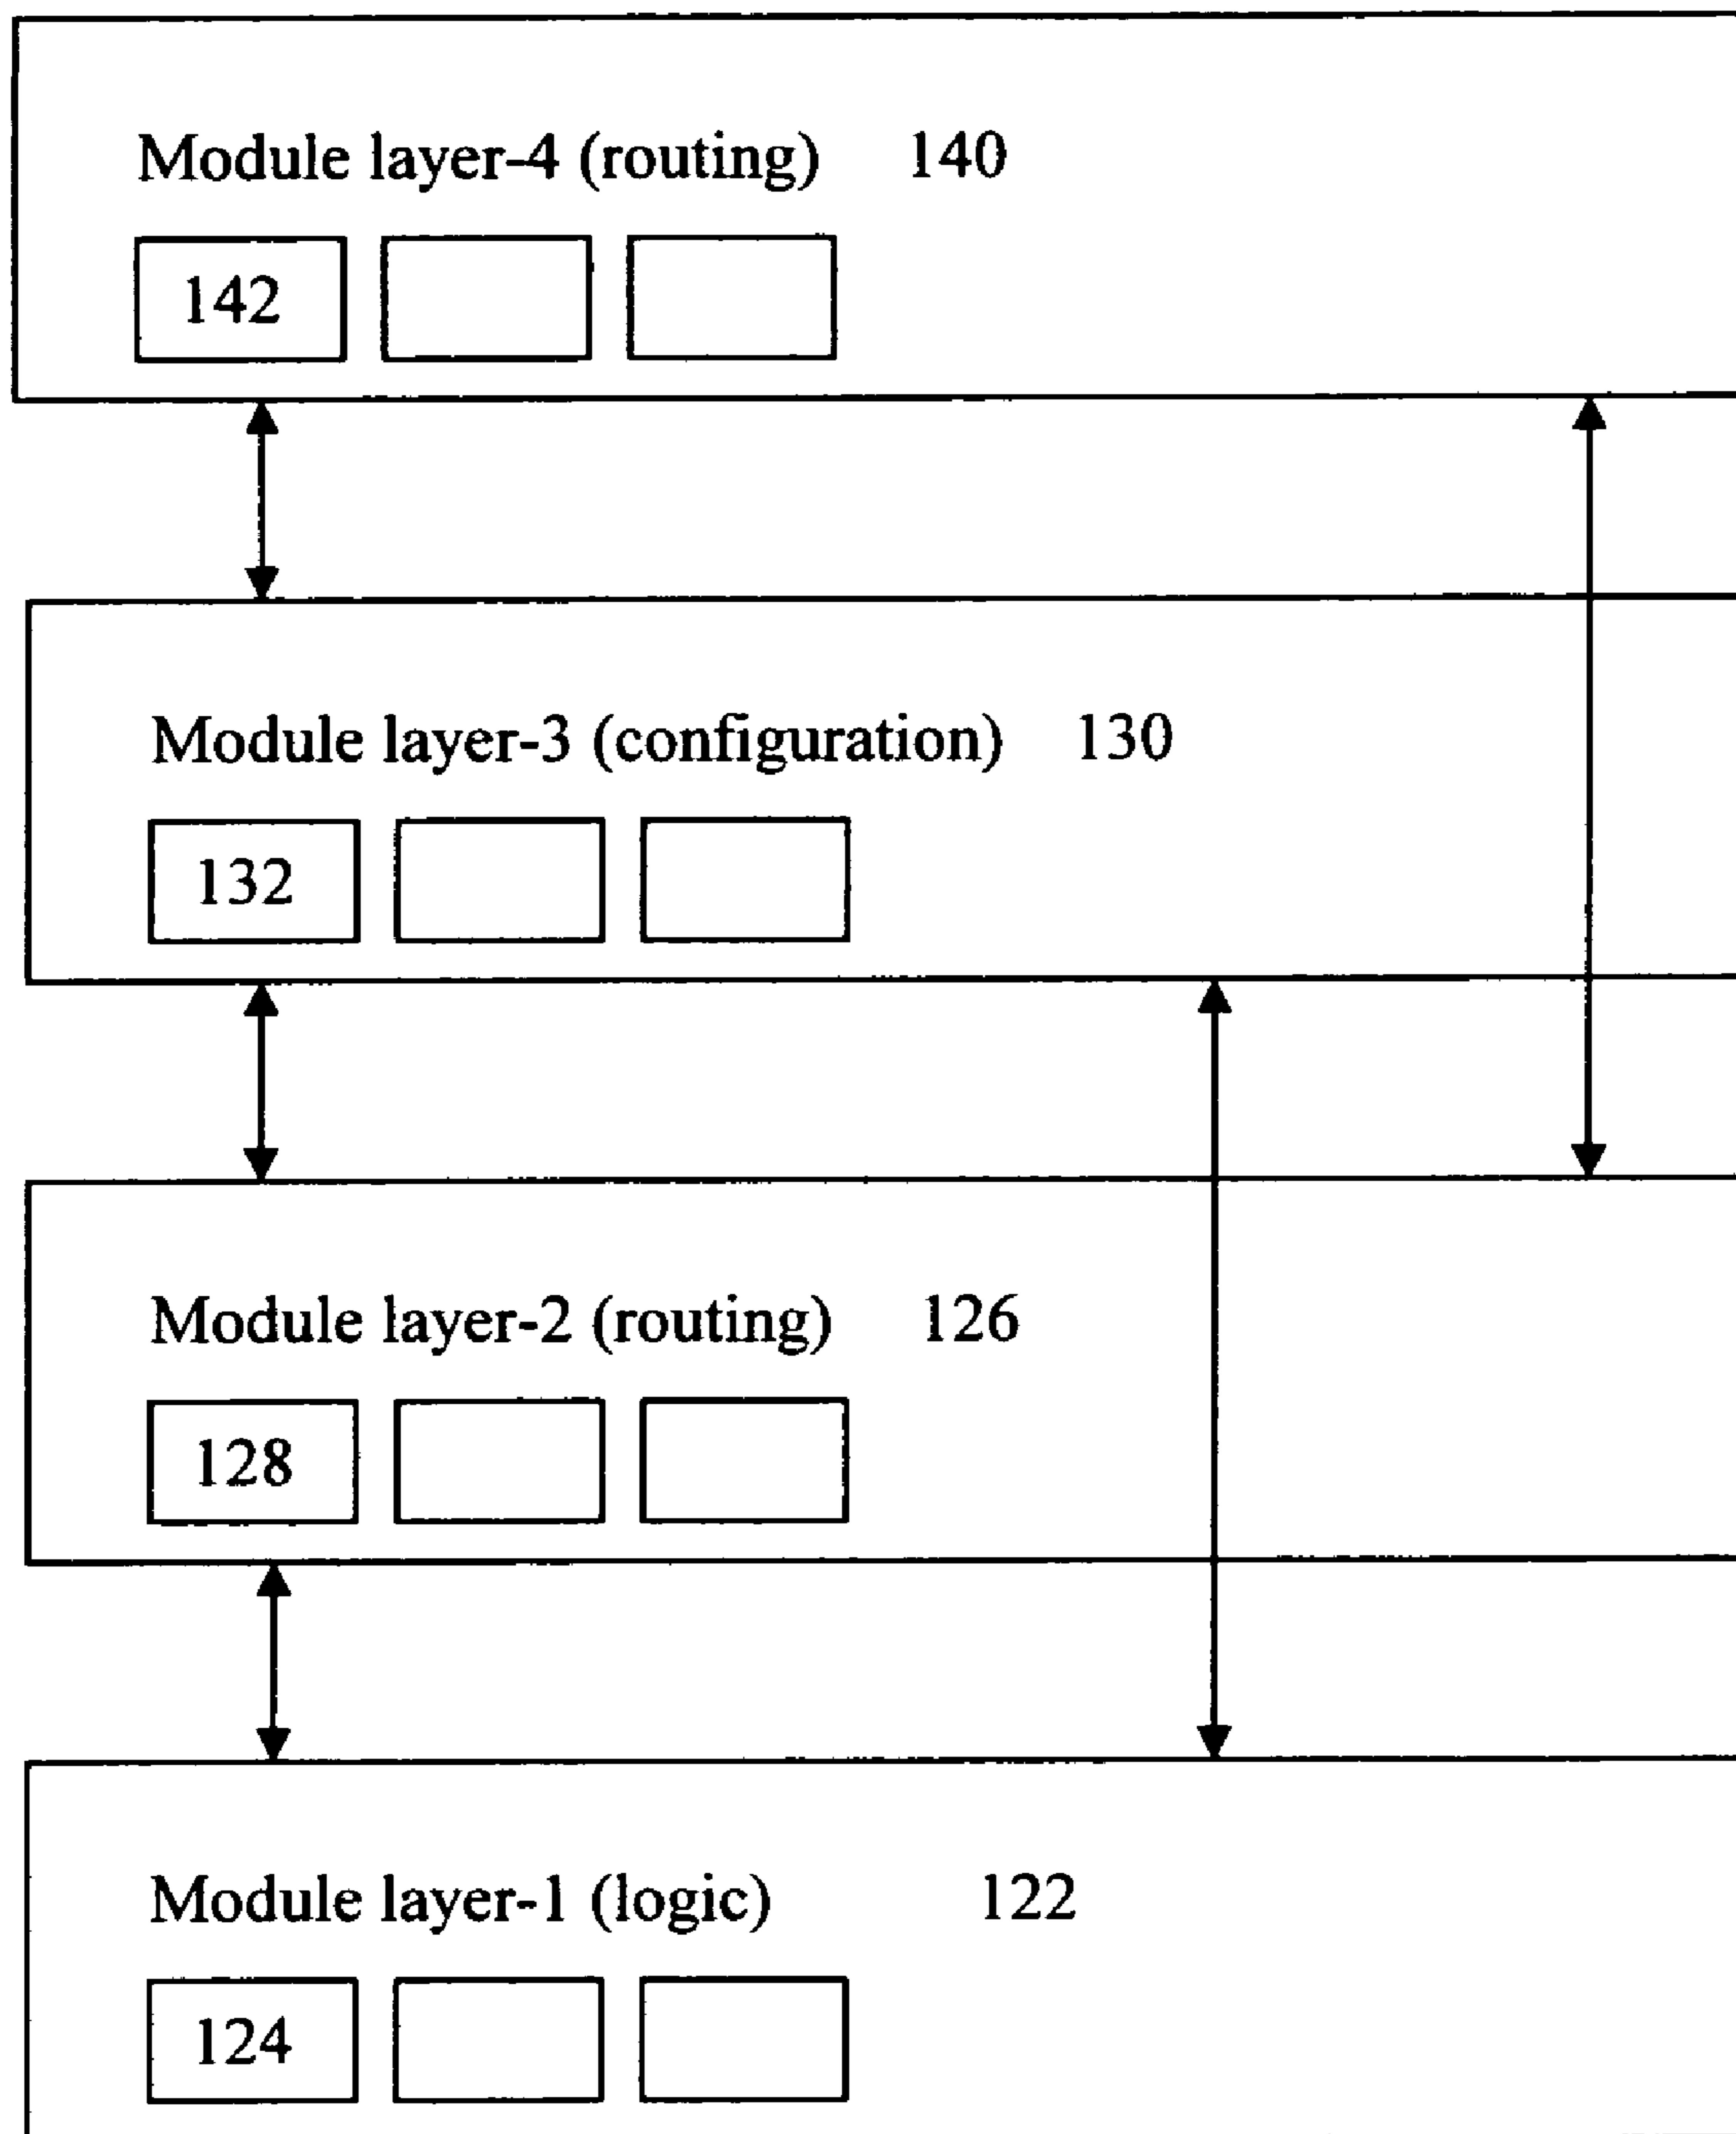 Module layer-4 (routing) 140
142
Module layer-3 (configuration) 130
132
Module layer-2 (routing) 126
128
Module layer-1 (logic) 122
124